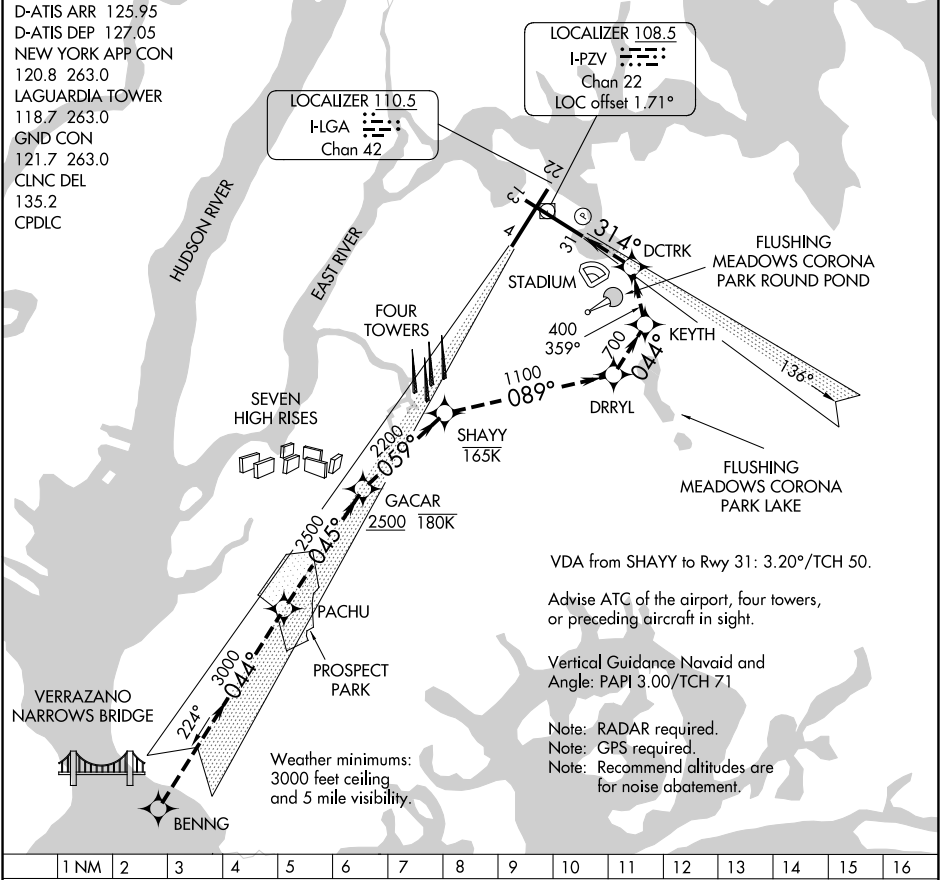 D-ATIS ARR 125.95
D-ATIS DEP 127.05
NEW YORK APP CON
120.8 263.0
LAGUARDIA TOWER
118.7 263.0
GND CON
121.7 263.0
CLNC DEL
135.2
CPDLC
LOCALIZER 108.5
I-PZV
Chan 22
LOC offset 1.71°
LOCALIZER 110.5
I-LGA
Chan 42
HUDSON RIVER
EAST RIVER
22
13
4
31
P
314°
DCTRK
STADIUM
FLUSHING
MEADOWS CORONA
PARK ROUND POND
FOUR
TOWERS
400
359°
KEYTH
700
044°
136°
1100
089°
DRRYL
SHAYY
165K
SEVEN
HIGH RISES
2200
059°
GACAR
2500 180K
FLUSHING
MEADOWS CORONA
PARK LAKE
2500
045°
PACHU
VDA from SHAYY to Rwy 31: 3.20°/TCH 50.
Advise ATC of the airport, four towers,
or preceding aircraft in sight.
Vertical Guidance Navaid and
Angle: PAPI 3.00/TCH 71
Note: RADAR required.
Note: GPS required.
Note: Recommend altitudes are
for noise abatement.
PROSPECT
PARK
3000
044°
224°
VERRAZANO
NARROWS BRIDGE
Weather minimums:
3000 feet ceiling
and 5 mile visibility.
BENNG
1 NM 2 3 4 5 6 7 8 9 10 11 12 13 14 15 16